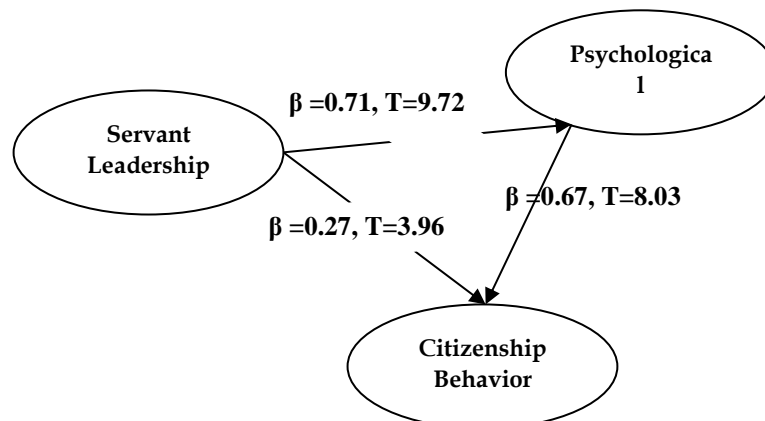 Psychologica
l
β =0.71, T=9.72
Servant
Leadership
β =0.67, T=8.03
β =0.27, T=3.96
Citizenship
Behavior